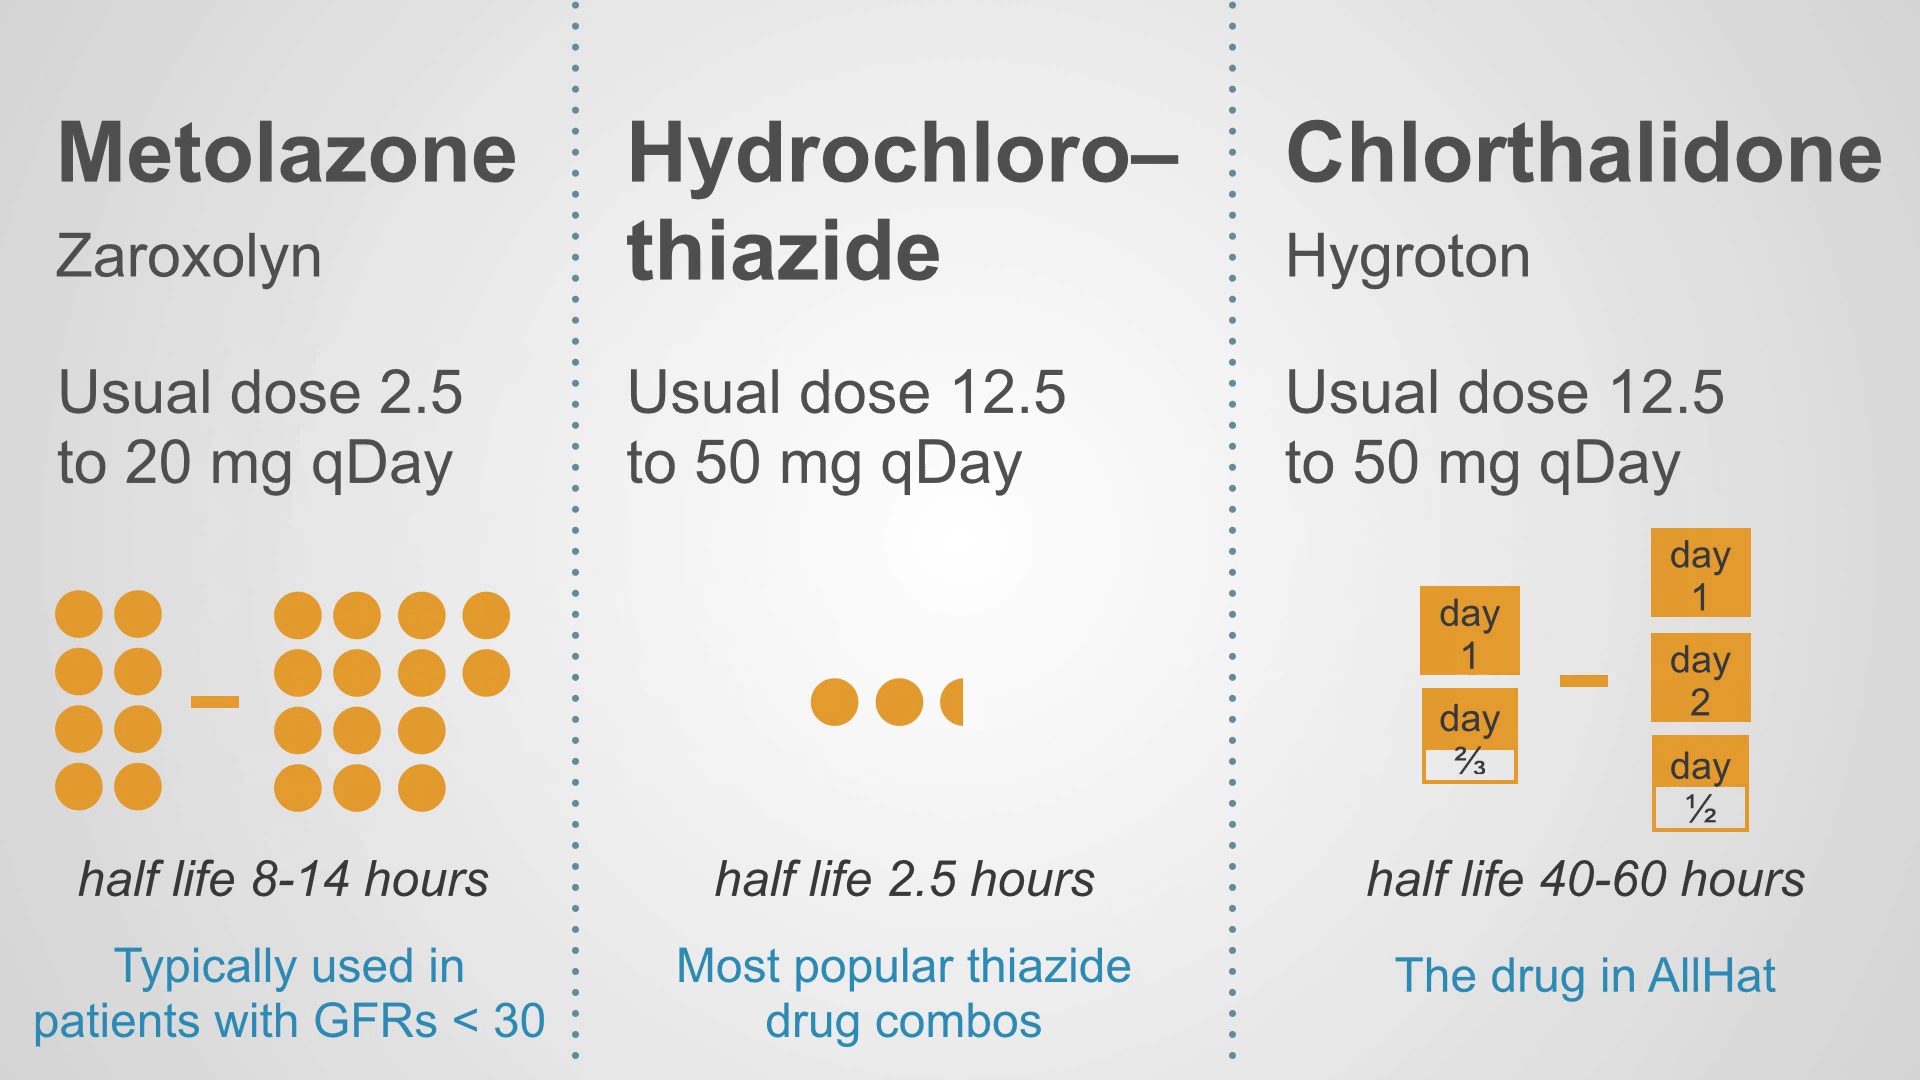 Metolazone
Zaroxolyn
Usual dose 2.5
to 20 mg qDay
half life 8-14 hours
Typically used in
patients with GFRs < 30
Hydrochloro–
thiazide
Usual dose 12.5
to 50 mg qDay
half life 2.5 hours
Most popular thiazide
drug combos
Chlorthalidone
Hygroton
Usual dose 12.5
to 50 mg qDay
day
1
day
⅔
day
1
day
2
day
½
half life 40-60 hours
The drug in AllHat